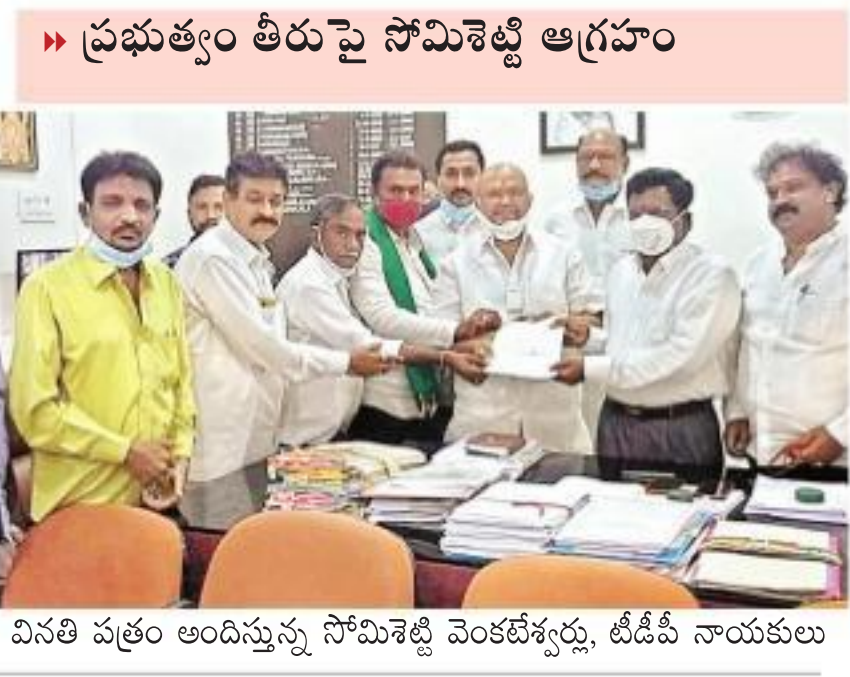 ప్రభుత్వం తీరుపై సోమిశెట్టి ఆగ్రహం
వినతి పత్రం అందిస్తున్న సోమిశెట్టి వెంకటేశ్వర్లు, టీడీపీ నాయకులు